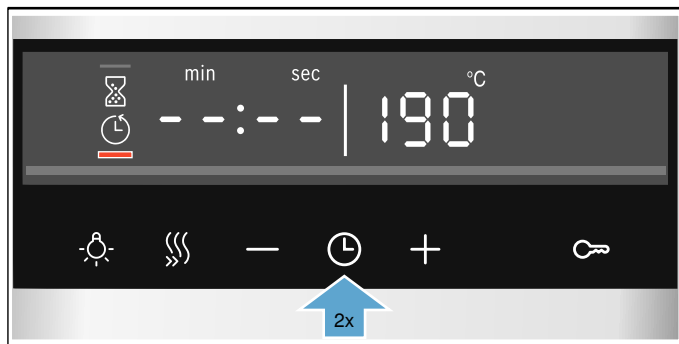 min sec °C
– –:– – 190
2x